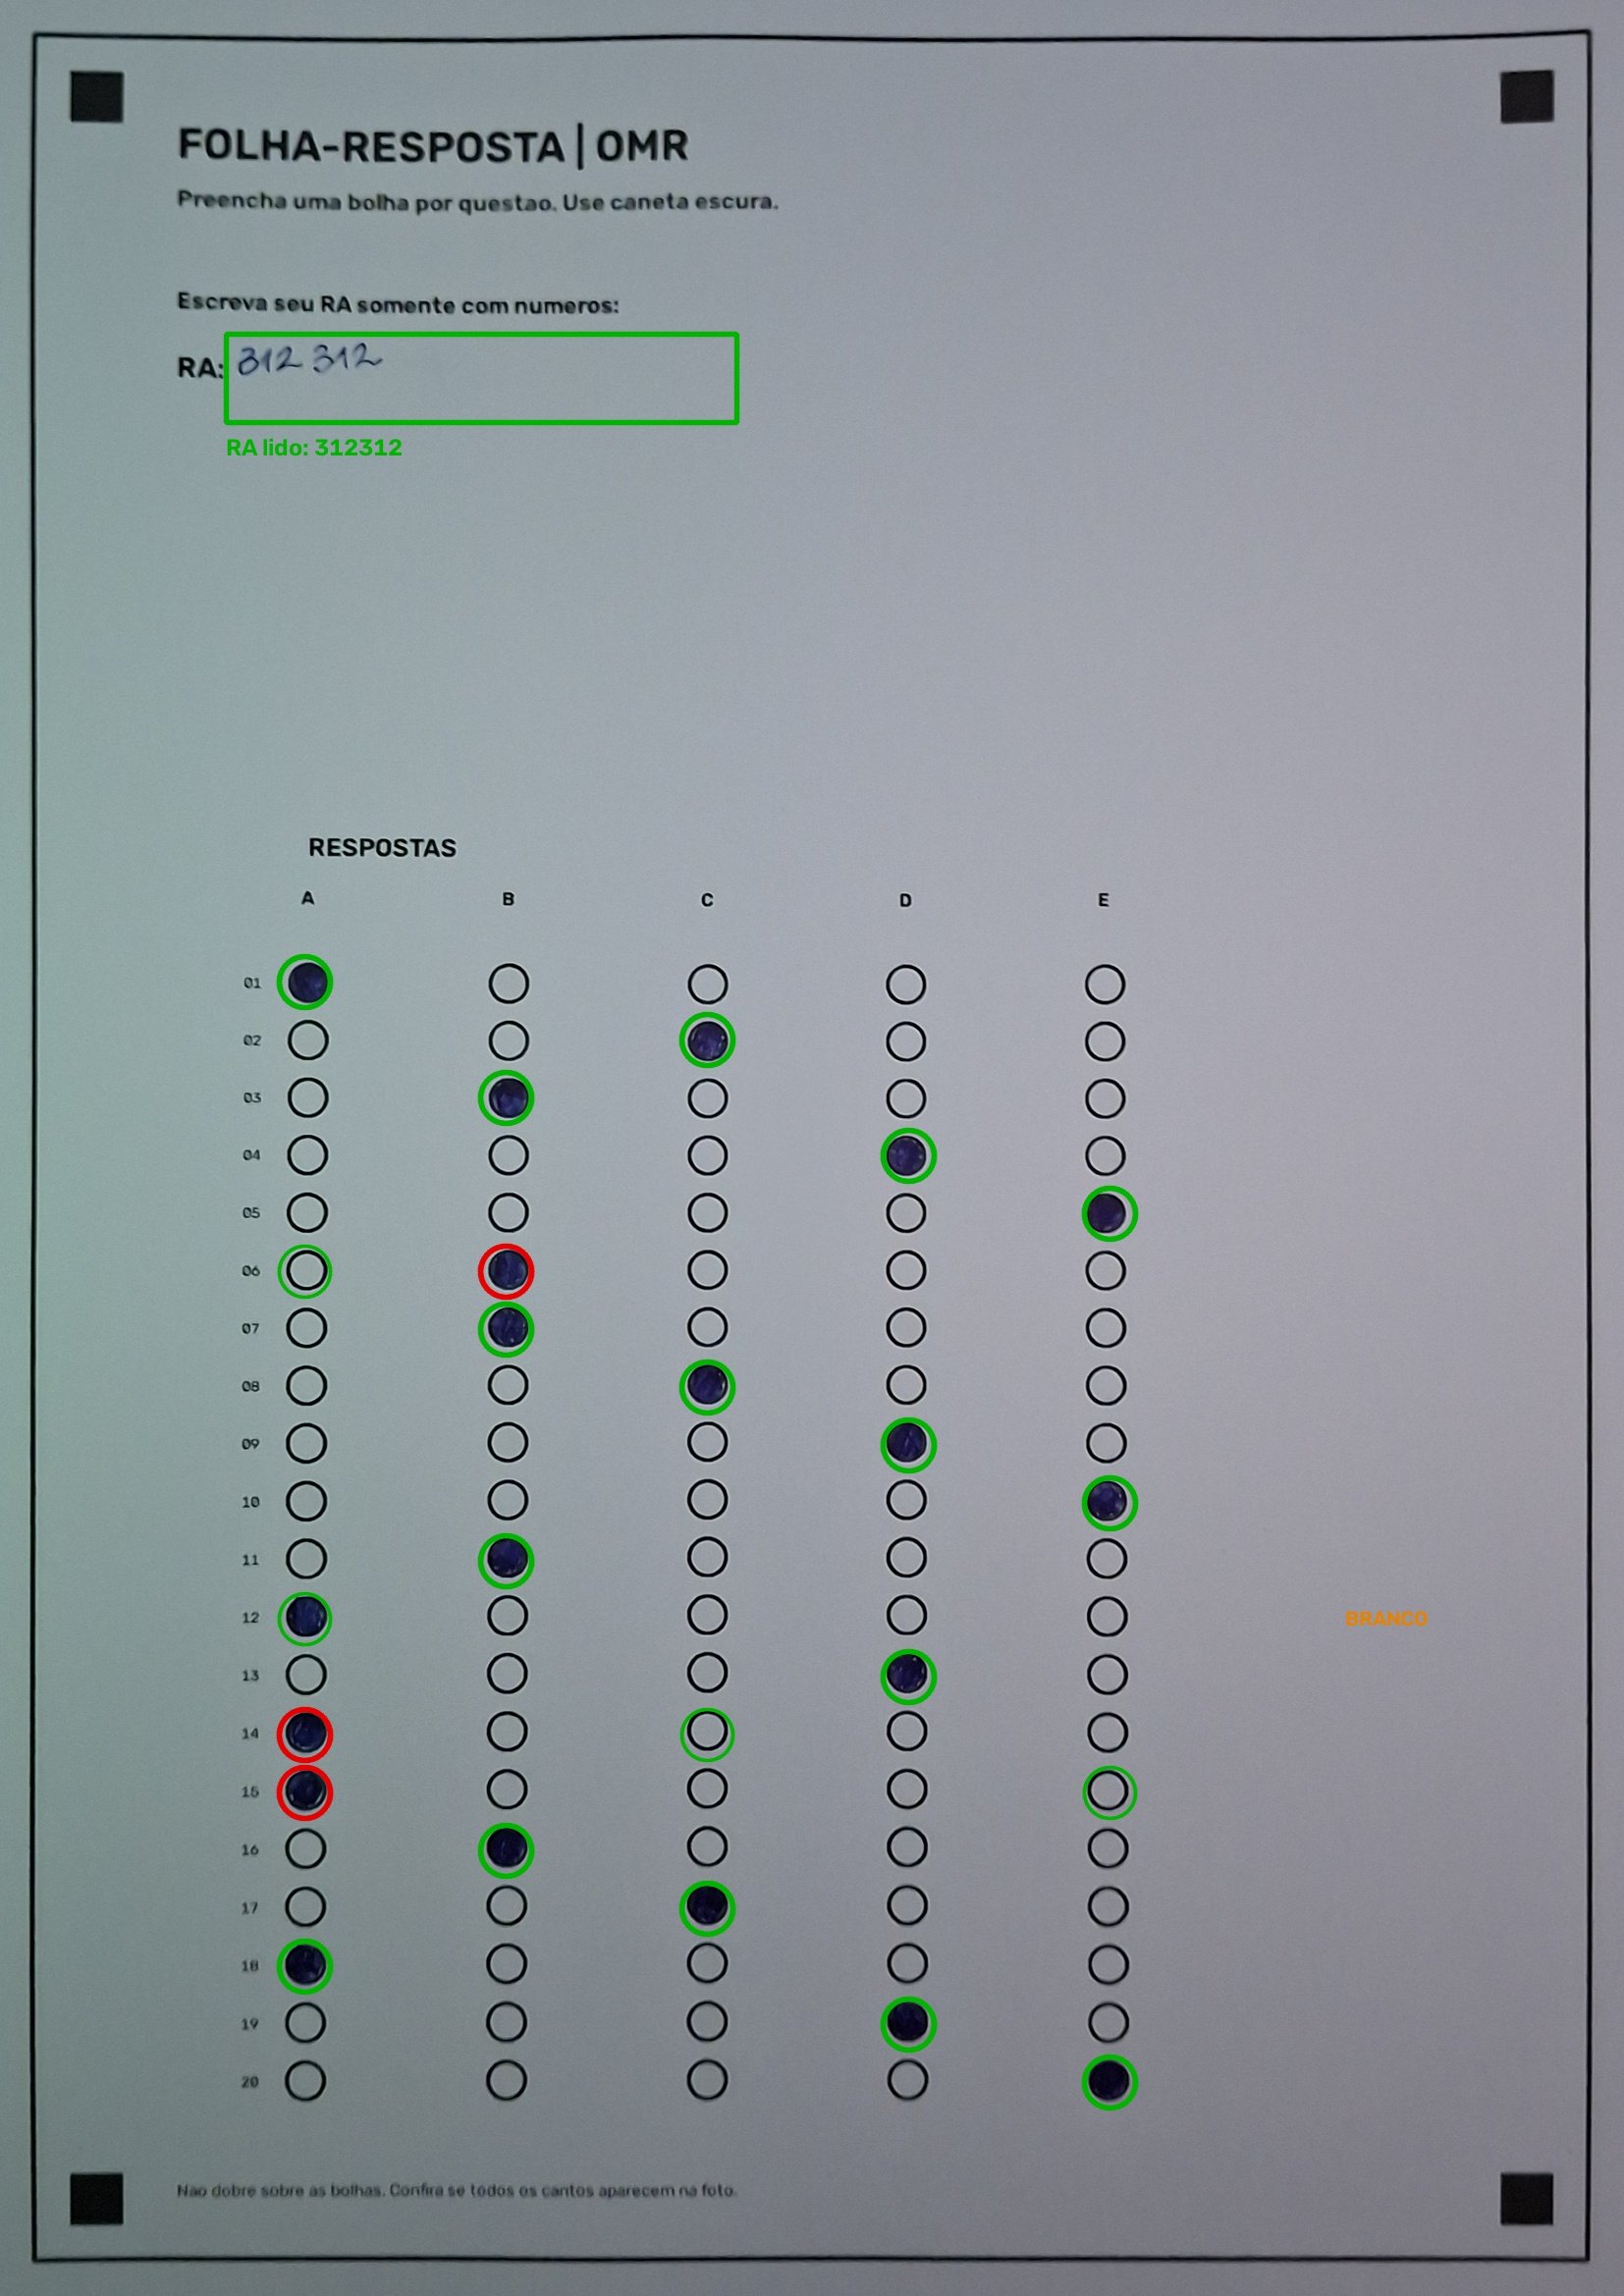 FOLHA-RESPOSTA | OMR
Preencha uma bolha por questao. Use caneta escura.
Escreva seu RA somente com numeros:
RA: 312 312
RA lido: 312312
RESPOSTAS
A B C D E
01
02
03
04
05
06
07
08
09
10
11
12 BRANCO
13
14
15
16
17
18
19
20
Nao dobre sobre as bolhas. Confira se todos os cantos aparecem na foto.